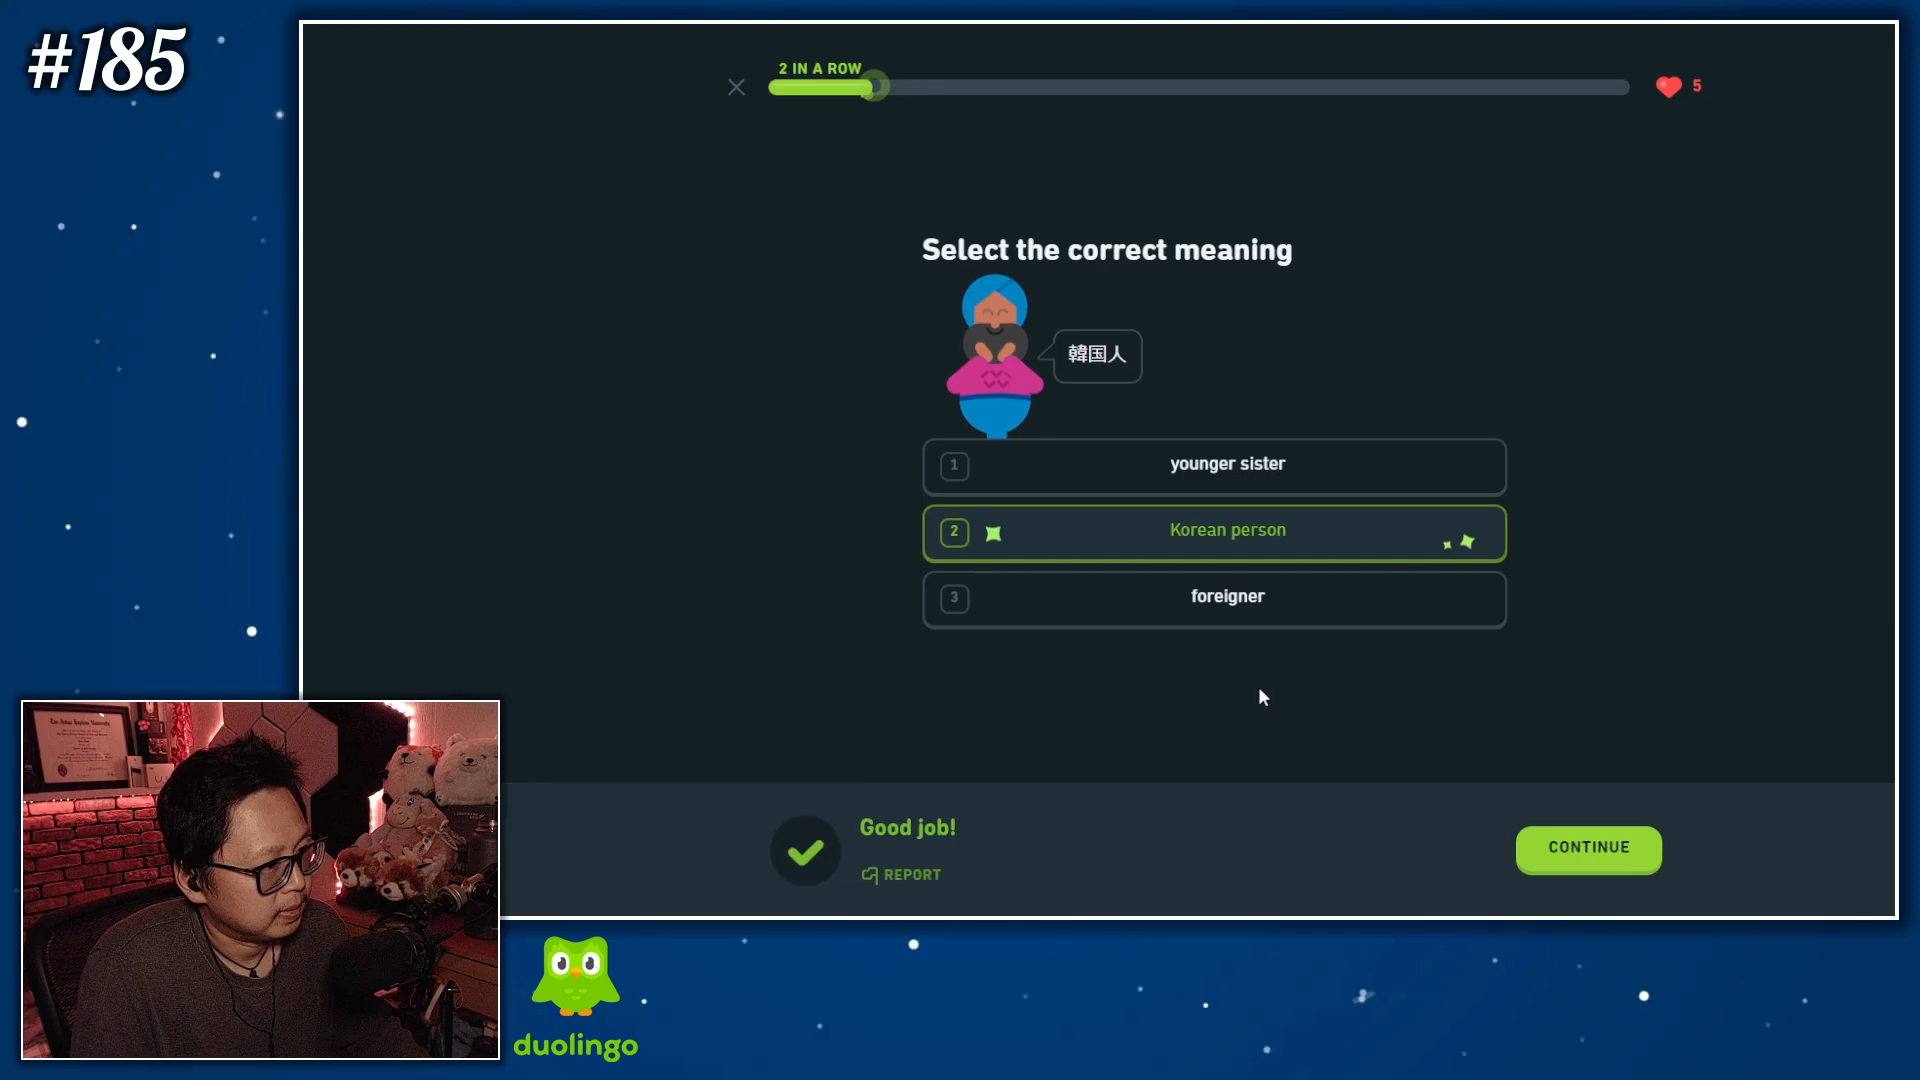 #185
2 IN A ROW
5
Select the correct meaning
韓国人
1
younger sister
2
Korean person
3
foreigner
Good job!
REPORT
CONTINUE
duolingo